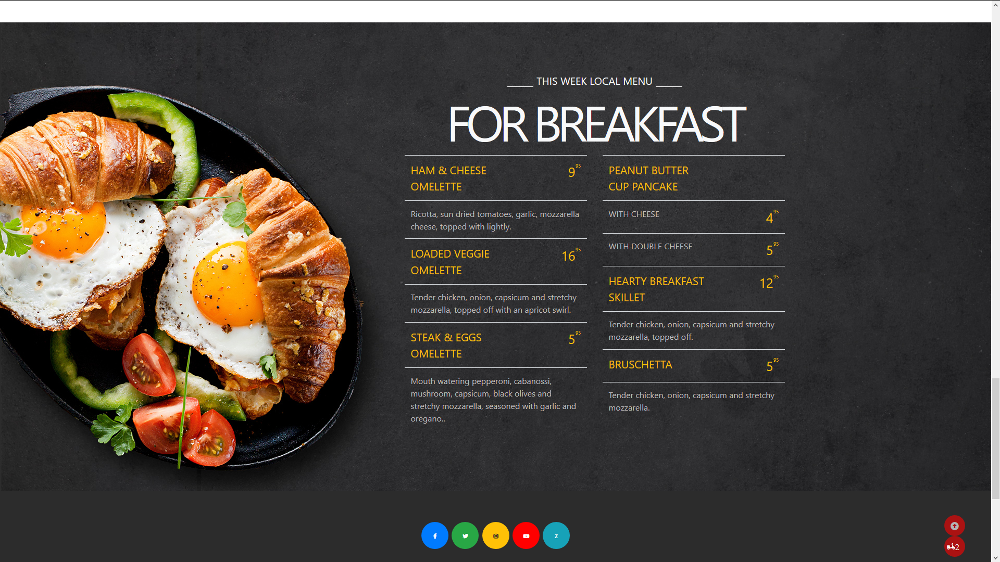 _____ THIS WEEK LOCAL MENU _____
FOR BREAKFAST
HAM & CHEESE 9 95
OMELETTE
Ricotta, sun dried tomatoes, garlic, mozzarella
cheese, topped with lightly.
LOADED VEGGIE 16 95
OMELETTE
Tender chicken, onion, capsicum and stretchy
mozzarella, topped off with an apricot swirl.
STEAK & EGGS 5 95
OMELETTE
Mouth watering pepperoni, cabanossi,
mushroom, capsicum, black olives and
stretchy mozzarella, seasoned with garlic and
oregano..
PEANUT BUTTER
CUP PANCAKE
WITH CHEESE 4 95
WITH DOUBLE CHEESE 5 95
HEARTY BREAKFAST 12 95
SKILLET
Tender chicken, onion, capsicum and stretchy
mozzarella, topped off.
BRUSCHETTA 5 95
Tender chicken, onion, capsicum and stretchy
mozzarella.
z
2